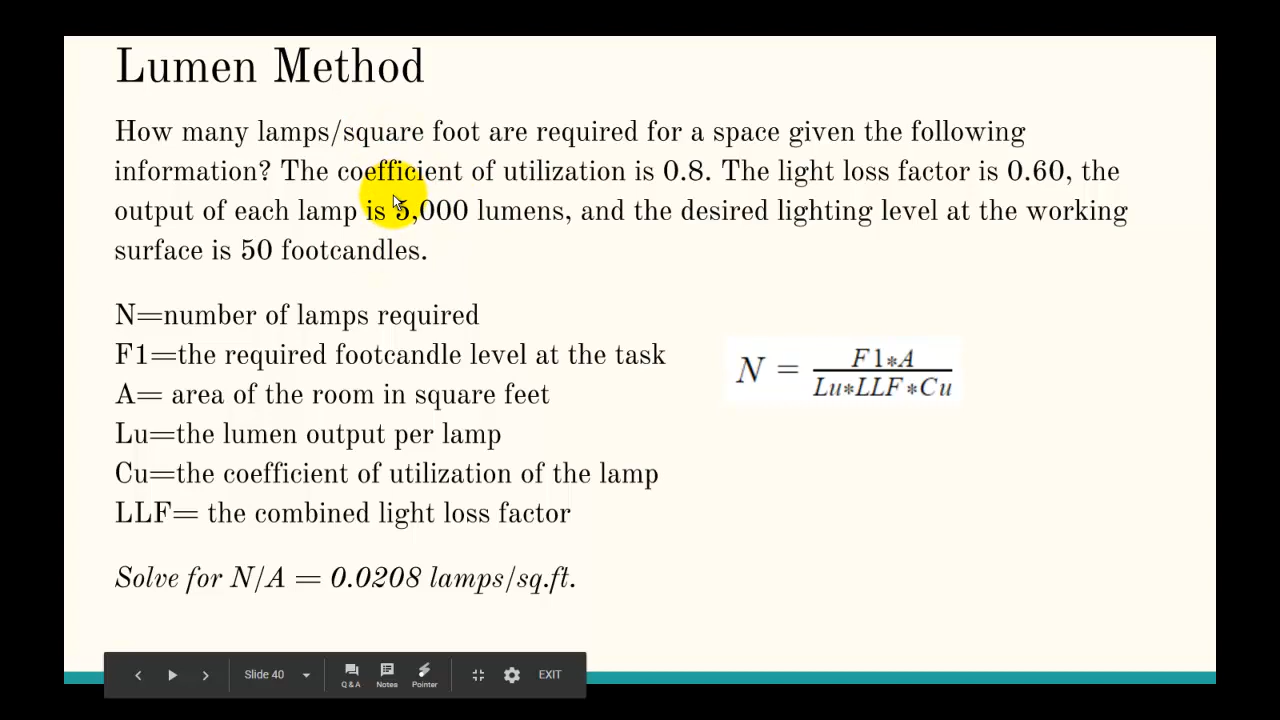 Lumen Method
How many lamps/square foot are required for a space given the following
information? The coefficient of utilization is 0.8. The light loss factor is 0.60, the
output of each lamp is 5,000 lumens, and the desired lighting level at the working
surface is 50 footcandles.
N=number of lamps required
F1=the required footcandle level at the task
A= area of the room in square feet
Lu=the lumen output per lamp
Cu=the coefficient of utilization of the lamp
LLF= the combined light loss factor
N = F1*A / Lu*LLF*Cu
Solve for N/A = 0.0208 lamps/sq.ft.
Slide 40
Q & A Notes Pointer
EXIT